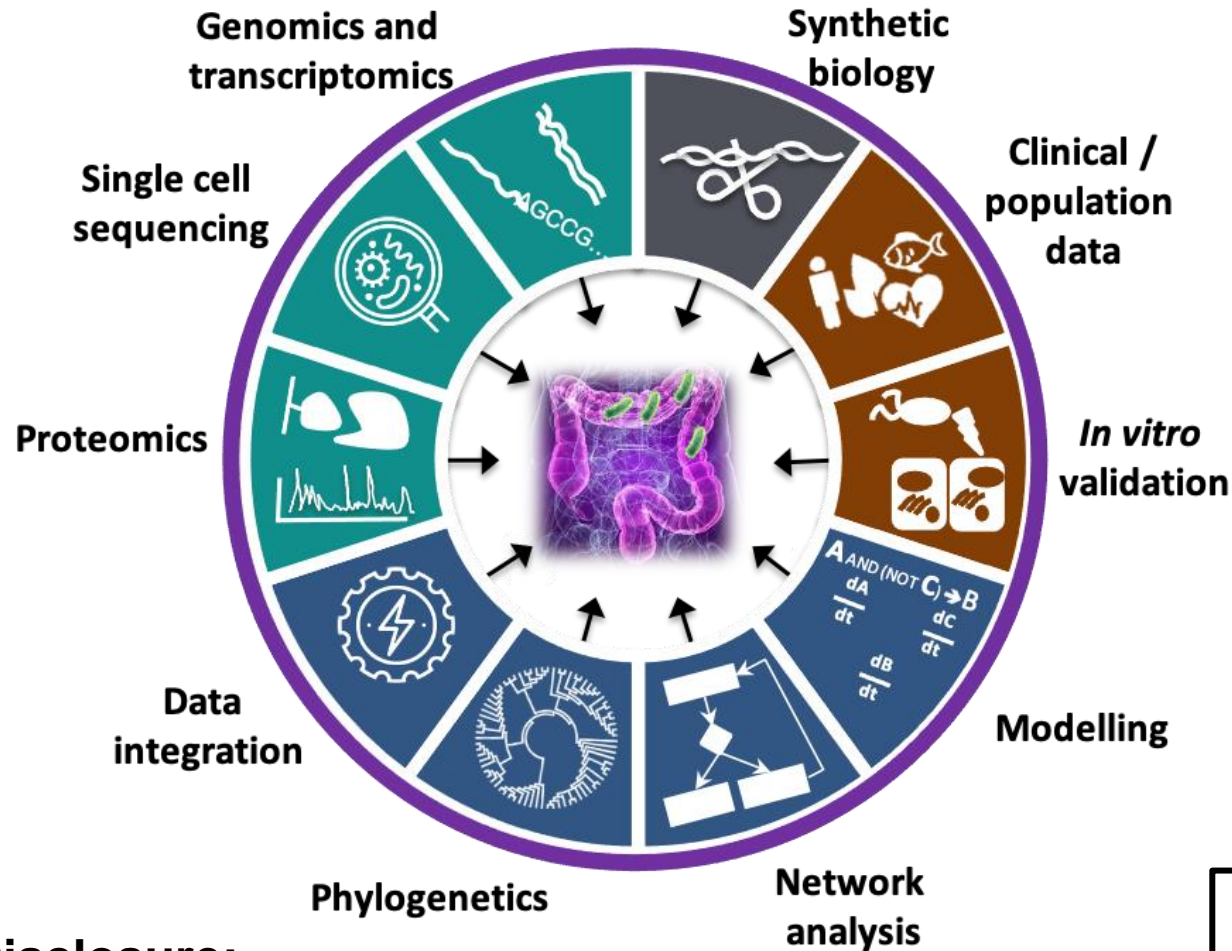 Genomics and
transcriptomics
Synthetic
biology
Clinical /
population
data
Single cell
sequencing
AGCCG...
Proteomics
In vitro
validation
A AND (NOT C) ➔ B
dA
dt
dC
dt
dB
dt
Data
integration
Modelling
Phylogenetics
Network
analysis